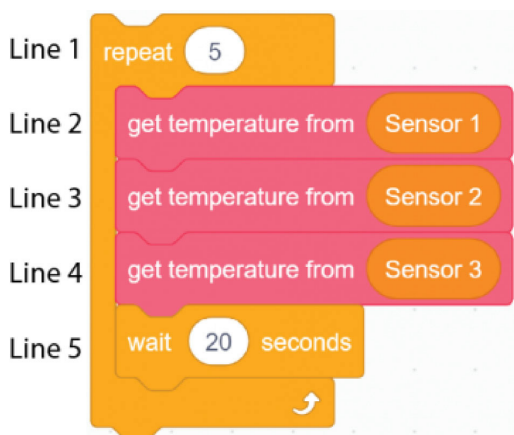 Line 1 repeat 5
Line 2 get temperature from Sensor 1
Line 3 get temperature from Sensor 2
Line 4 get temperature from Sensor 3
Line 5 wait 20 seconds